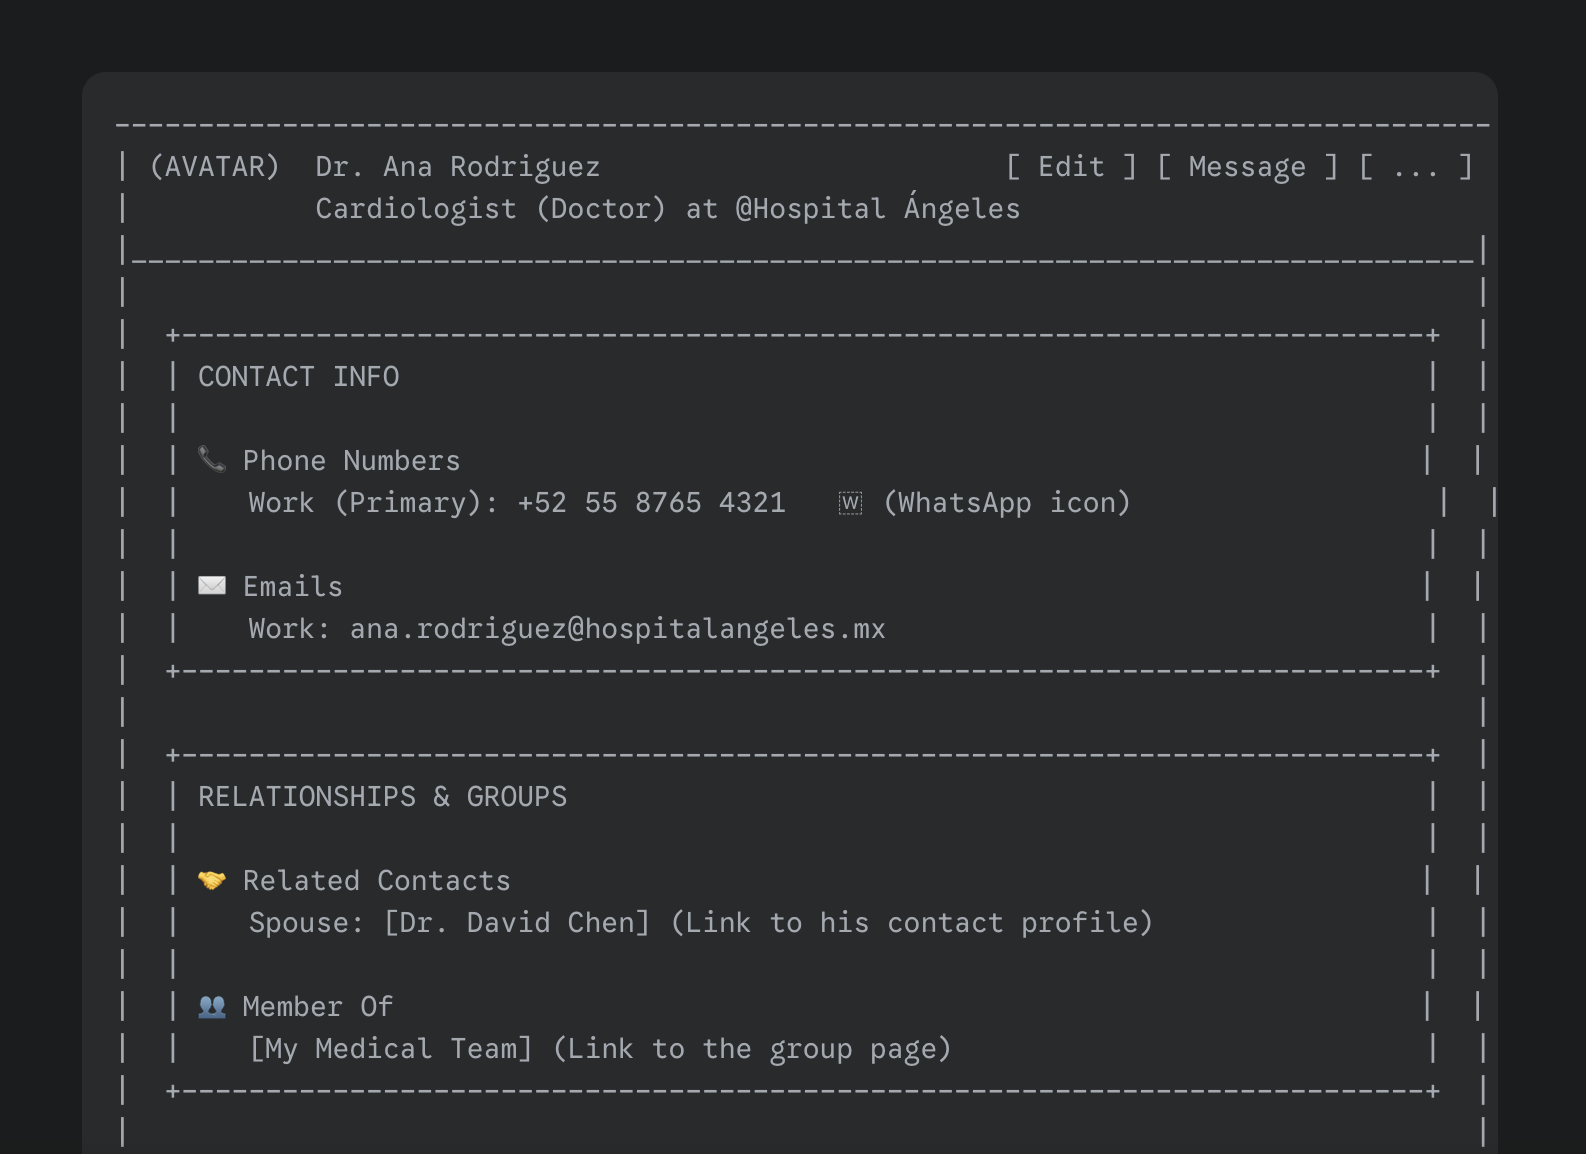 (AVATAR)  Dr. Ana Rodriguez  [ Edit ] [ Message ] [ ... ]
Cardiologist (Doctor) at @Hospital Ángeles
CONTACT INFO
📞 Phone Numbers
Work (Primary): +52 55 8765 4321   🅆 (WhatsApp icon)
✉️ Emails
Work: ana.rodriguez@hospitalangeles.mx
RELATIONSHIPS & GROUPS
🤝 Related Contacts
Spouse: [Dr. David Chen] (Link to his contact profile)
👥 Member Of
[My Medical Team] (Link to the group page)